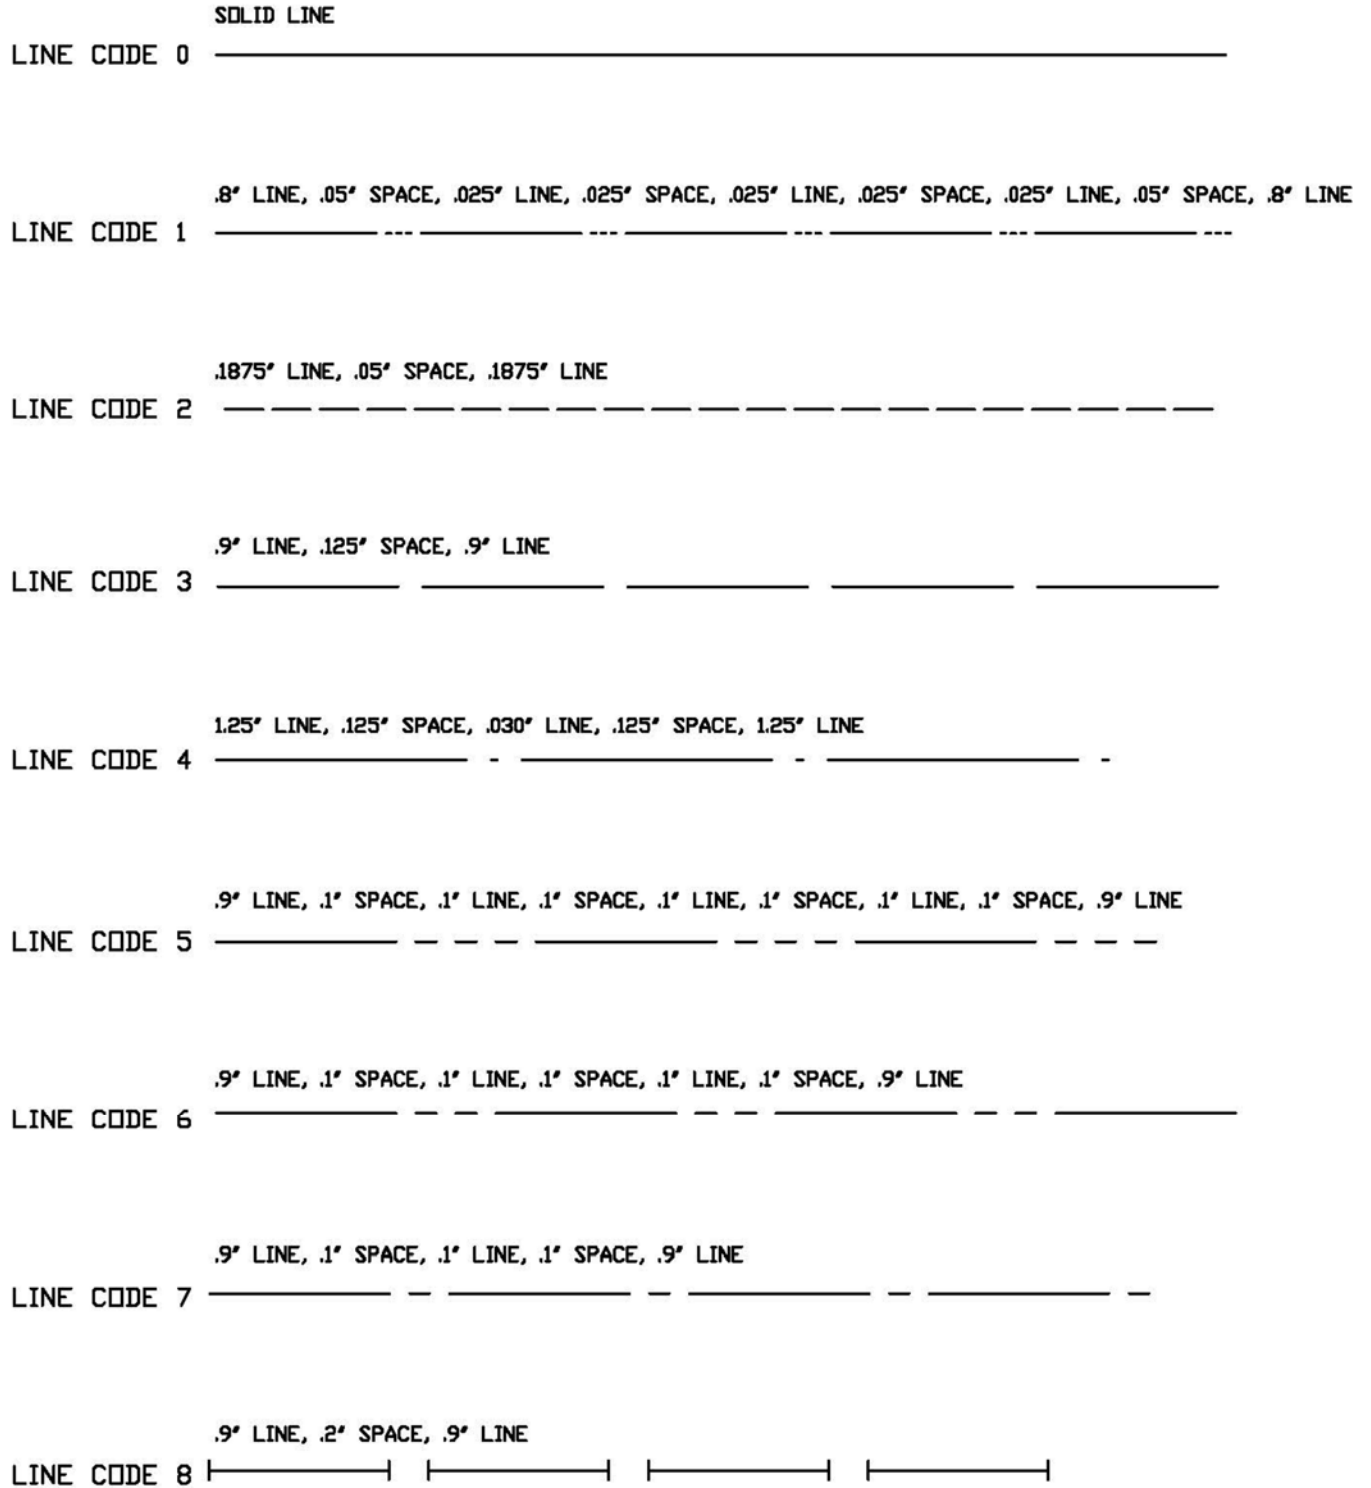 SOLID LINE
LINE CODE 0
.8" LINE, .05" SPACE, .025" LINE, .025" SPACE, .025" LINE, .025" SPACE, .025" LINE, .05" SPACE, .8" LINE
LINE CODE 1
.1875" LINE, .05" SPACE, .1875" LINE
LINE CODE 2
.9" LINE, .125" SPACE, .9" LINE
LINE CODE 3
1.25" LINE, .125" SPACE, .030" LINE, .125" SPACE, 1.25" LINE
LINE CODE 4
.9" LINE, .1" SPACE, .1" LINE, .1" SPACE, .1" LINE, .1" SPACE, .1" LINE, .1" SPACE, .9" LINE
LINE CODE 5
.9" LINE, .1" SPACE, .1" LINE, .1" SPACE, .1" LINE, .1" SPACE, .9" LINE
LINE CODE 6
.9" LINE, .1" SPACE, .1" LINE, .1" SPACE, .9" LINE
LINE CODE 7
.9" LINE, .2" SPACE, .9" LINE
LINE CODE 8